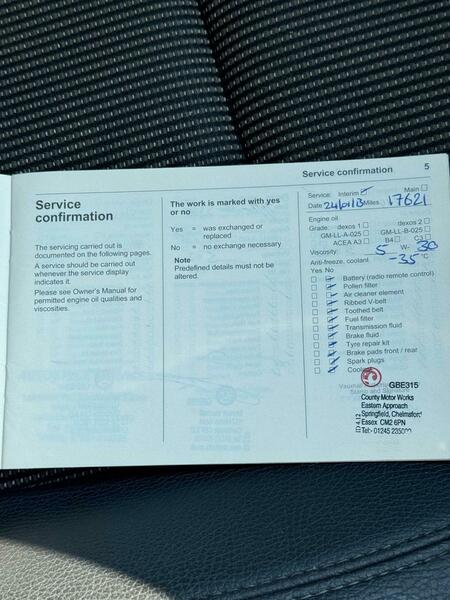 Service confirmation 5
Service
confirmation
The servicing carried out is
documented on the following pages.
A service should be carried out
whenever the service display
indicates it.
Please see Owner's Manual for
permitted engine oil qualities and
viscosities.
The work is marked with yes
or no
Yes = was exchanged or
replaced
No = no exchange necessary
Note
Predefined details must not be
altered.
Service: Interim ☑ Main ☐
Date Miles 17621
Engine oil
Grade: dexos 1 ☐ dexos 2 ☐
GM-LL-A-025 ☐ GM-LL-B-025 ☐
ACEA A3 ☐ B4 ☐ C3 ☐
Viscosity: 5 W- 30
Anti-freeze, coolant -35 °C
Yes No
Battery (radio remote control)
Pollen filter
Air cleaner element
Ribbed V-belt
Toothed belt
Fuel filter
Transmission fluid
Brake fluid
Tyre repair kit
Brake pads front / rear
Spark plugs
Coolant
GBE315
Stamp and Signature
County Motor Works
Eastern Approach
Springfield, Chelmsford
Essex CM2 6PN
Tel:- 01245